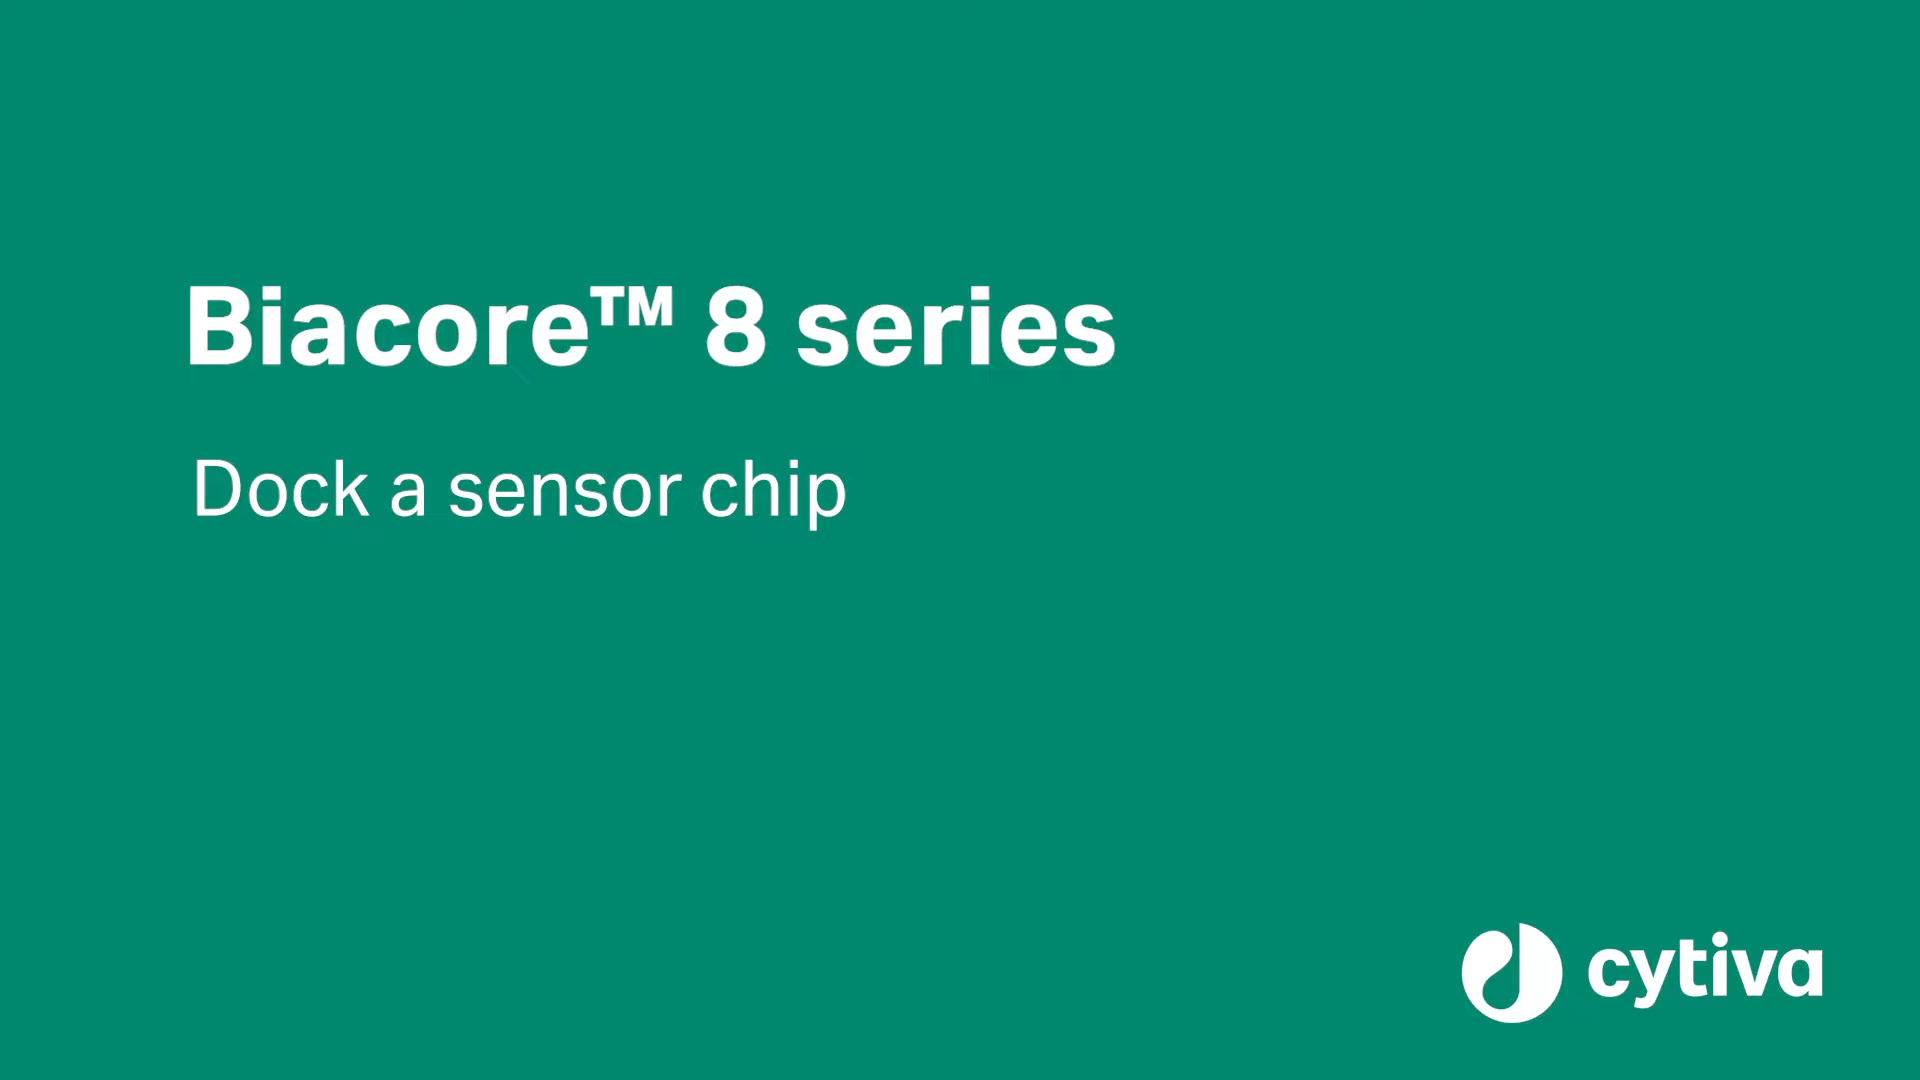 Biacore™ 8 series
Dock a sensor chip
cytiva